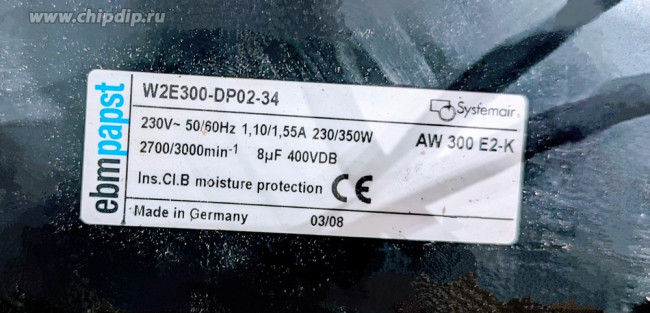 www.chipdip.ru
ebmpapst
W2E300-DP02-34
Systemair
230V~ 50/60Hz 1,10/1,55A 230/350W
AW 300 E2-K
2700/3000min-1 8µF 400VDB
Ins.Cl.B moisture protection CE
Made in Germany 03/08